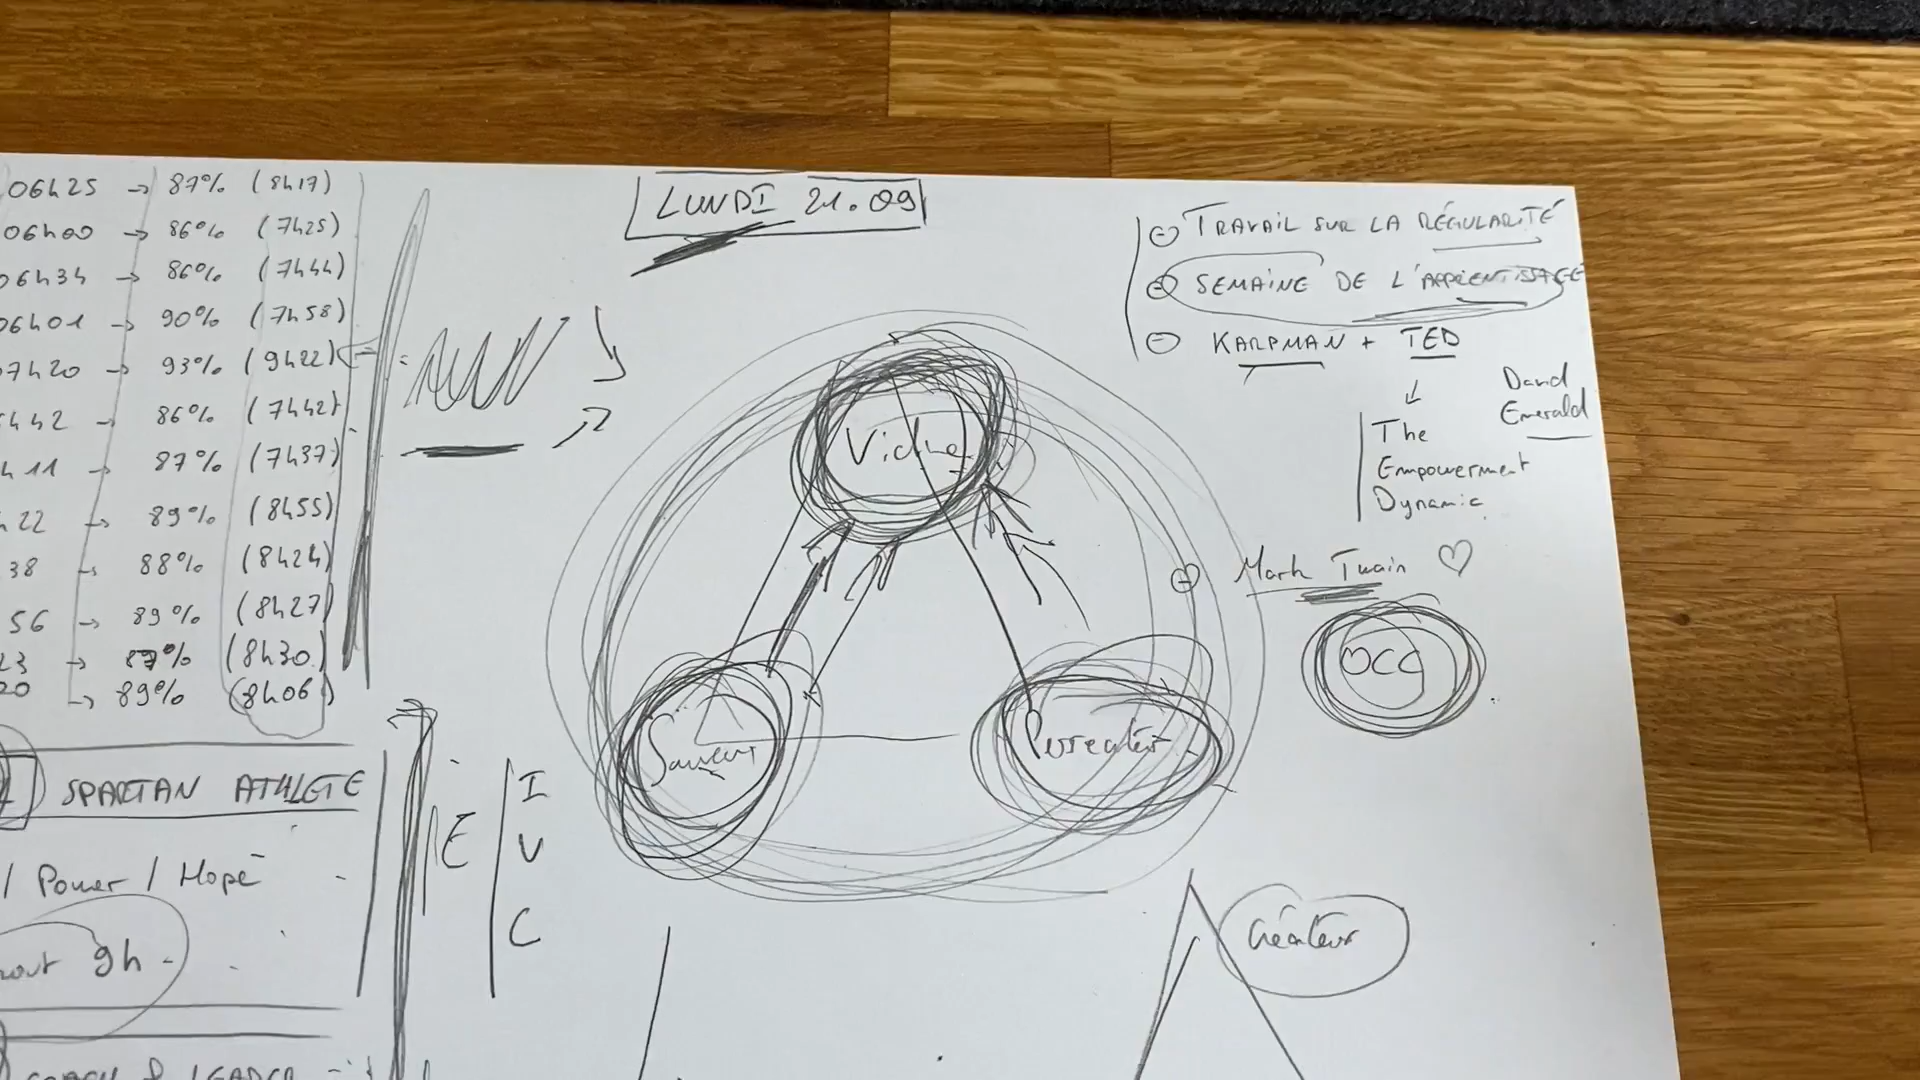 06h25 → 87% (8h17)
06h00 → 86% (7h25)
06h34 → 86% (7h44)
06h01 → 90% (7h58)
07h20 → 93% (9h22)
h42 → 86% (7h42)
h11 → 87% (7h37)
22 → 89% (8h55)
38 → 88% (8h24)
56 → 89% (8h27)
23 → 87% (8h30)
20 → 89% (8h06)
SPARTAN ATHLETE
/ Power / Hope
9h
& LEADER
E
I
V
C
LUNDI 21.09
Victime
Sauveur
Persécuteur
TRAVAIL SUR LA RÉGULARITÉ
SEMAINE DE L'APPRENTISSAGE
KARPMAN + TED
↓
The
Empowerment
Dynamic
David
Emerald
Mark Twain ♡
Créateur